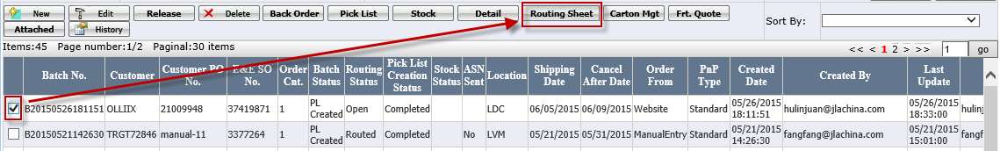 New Edit Release Delete Back Order Pick List Stock Detail Routing Sheet Carton Mgt Frt. Quote
Attached History Sort By:
Items:45 Page number:1/2 Paginal:30 items << < 1 2 > >> 1 go
Batch No. Customer Customer PO No. E&E SO No. Order Cnt. Batch Status Routing Status Pick List Creation Status Stock Status ASN Sent Location Shipping Date Cancel After Date Order From PnP Type Created Date Created By Last Update
B20150526181151 OLLIIX 21009948 37419871 1 PL Created Open Completed LDC 06/05/2015 06/09/2015 Website Standard 05/26/2015 18:11:51 hulinjuan@jlachina.com 05/26/2015 18:33:00 hulinj
B20150521142630 TRGT72846 manual-11 3377264 1 PL Created Routed Completed No LVM 05/21/2015 05/31/2015 ManualEntry Standard 05/21/2015 14:26:30 fangfang@jlachina.com 05/21/2015 15:01:00 fangfa